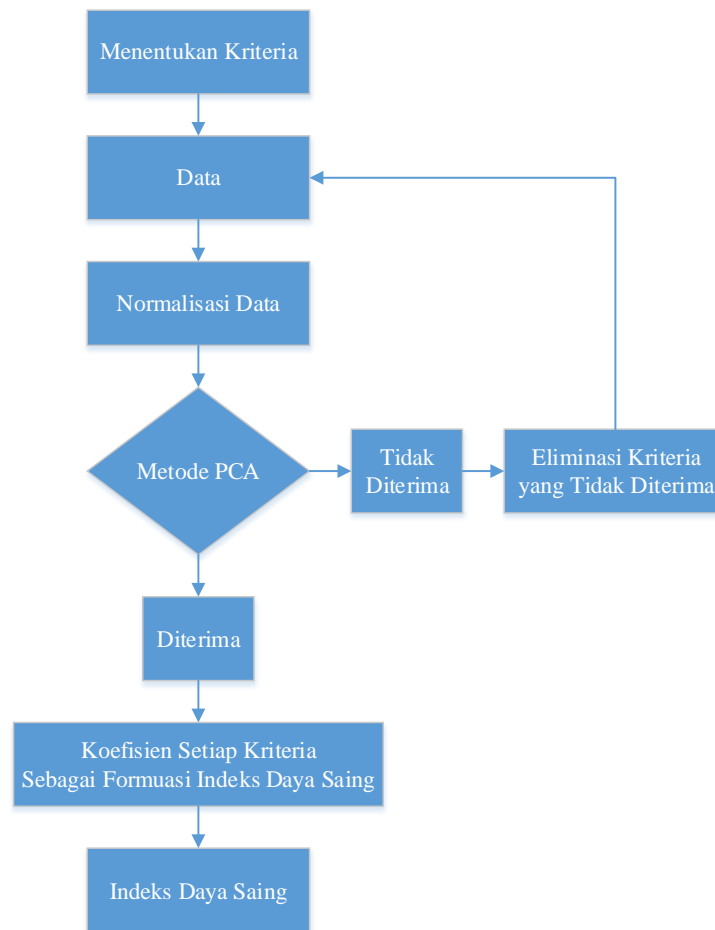 Menentukan Kriteria
Data
Normalisasi Data
Metode PCA
Tidak
Diterima
Eliminasi Kriteria
yang Tidak Diterima
Diterima
Koefisien Setiap Kriteria
Sebagai Formuasi Indeks Daya Saing
Indeks Daya Saing